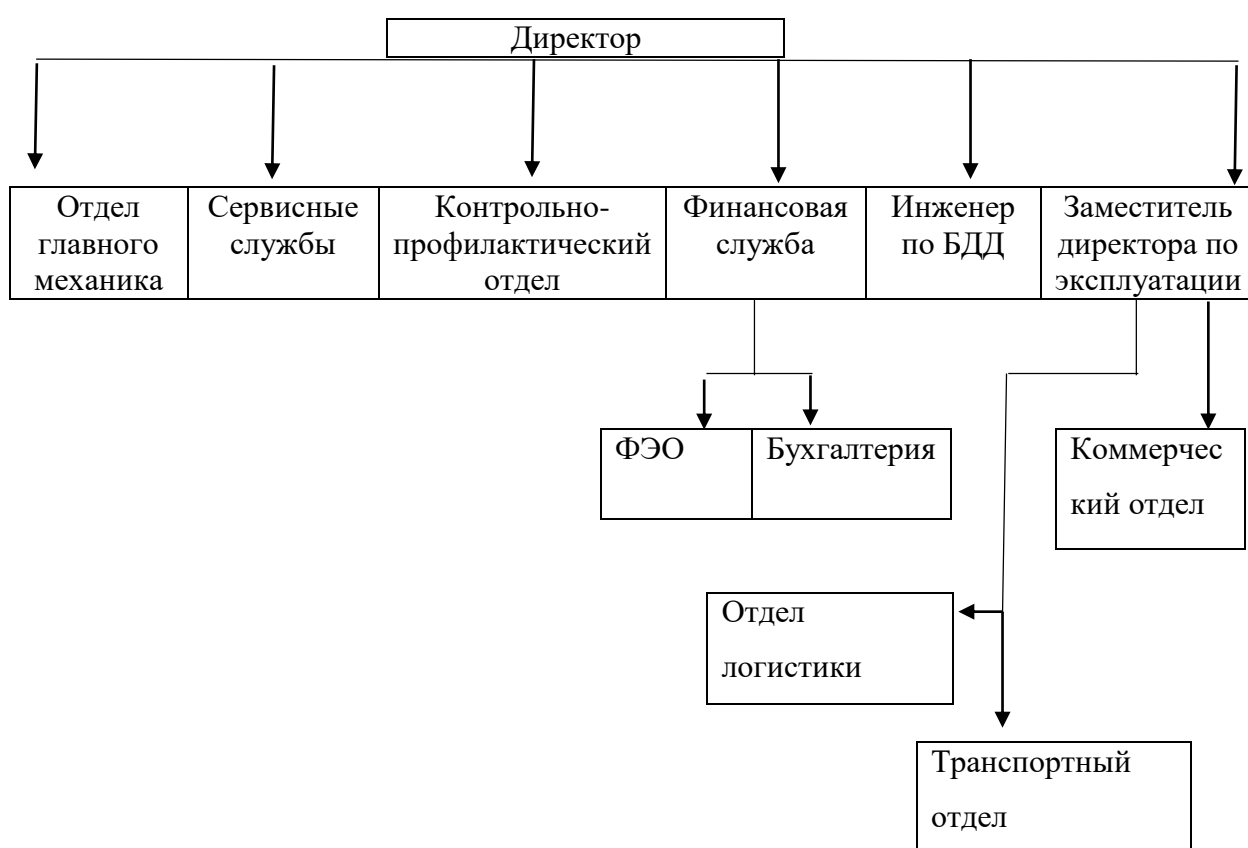 Директор
Отдел
главного
механика
Сервисные
службы
Контрольно-
профилактический
отдел
Финансовая
служба
Инженер
по БДД
Заместитель
директора по
эксплуатации
ФЭО
Бухгалтерия
Коммерчес
кий отдел
Отдел
логистики
Транспортный
отдел